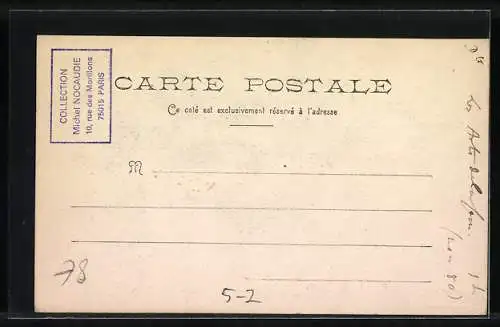 COLLECTION
Michel NOCAUDIE
10, rue des Morillons
75015 PARIS
CARTE POSTALE
Ce coté est exclusivement réservé à l'adresse
M
78
5-2